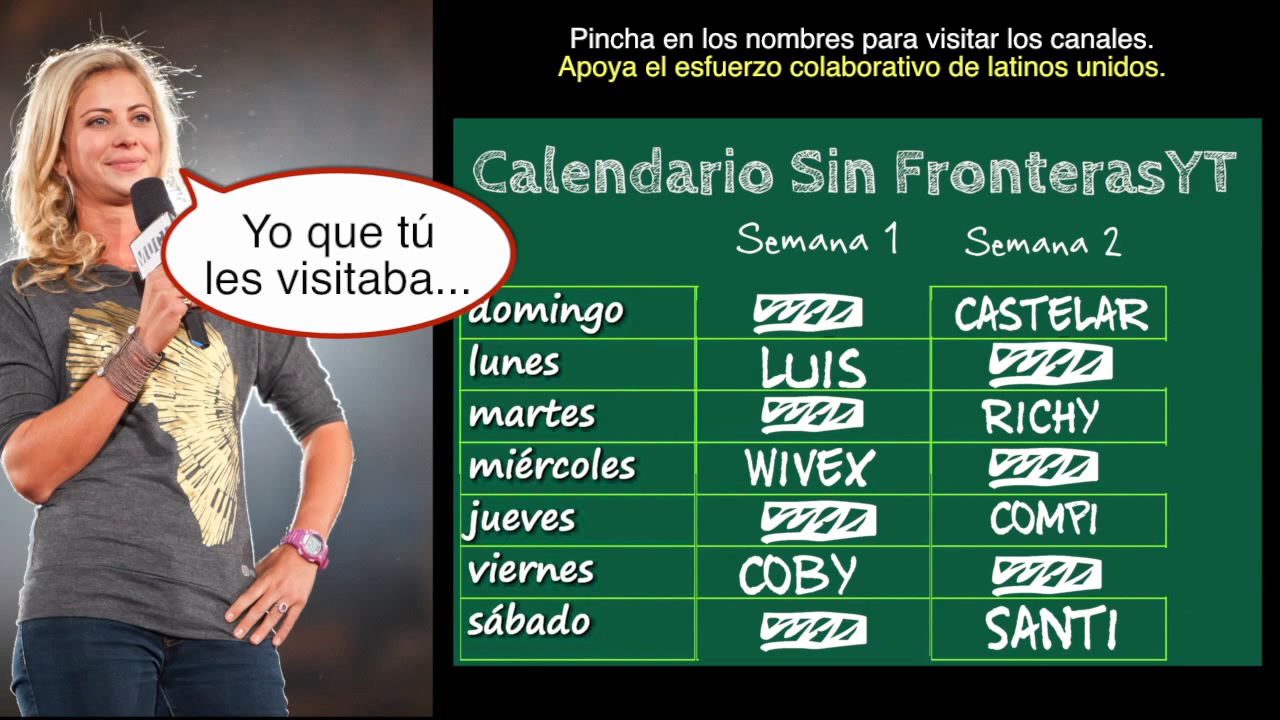 Pincha en los nombres para visitar los canales.
Apoya el esfuerzo colaborativo de latinos unidos.
Yo que tú
les visitaba...
Calendario Sin FronterasYT
Semana 1 Semana 2
domingo CASTELAR
lunes LUIS
martes RICHY
miércoles WIVEX
jueves COMPI
viernes COBY
sábado SANTI